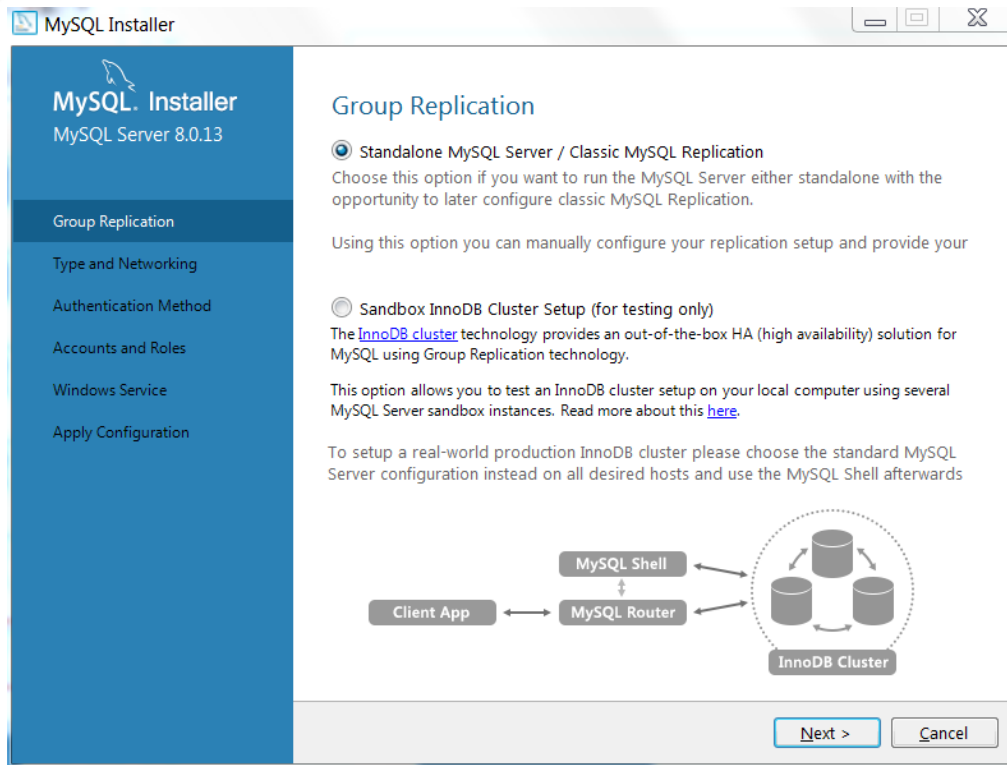 MySQL Installer
MySQL. Installer
MySQL Server 8.0.13
Group Replication
Type and Networking
Authentication Method
Accounts and Roles
Windows Service
Apply Configuration
Group Replication
Standalone MySQL Server / Classic MySQL Replication
Choose this option if you want to run the MySQL Server either standalone with the
opportunity to later configure classic MySQL Replication.
Using this option you can manually configure your replication setup and provide your
Sandbox InnoDB Cluster Setup (for testing only)
The InnoDB cluster technology provides an out-of-the-box HA (high availability) solution for
MySQL using Group Replication technology.
This option allows you to test an InnoDB cluster setup on your local computer using several
MySQL Server sandbox instances. Read more about this here.
To setup a real-world production InnoDB cluster please choose the standard MySQL
Server configuration instead on all desired hosts and use the MySQL Shell afterwards
MySQL Shell
Client App
MySQL Router
InnoDB Cluster
Next >
Cancel